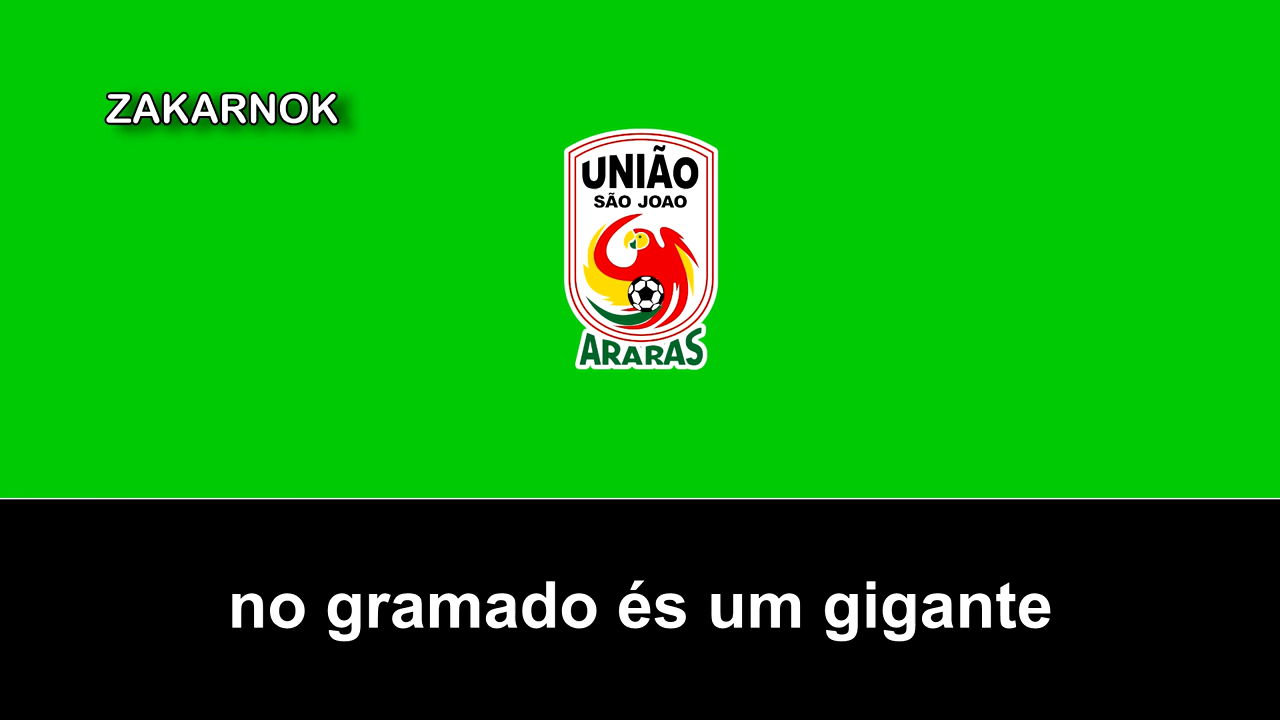 ZAKARNOK
UNIÃO
SÃO JOAO
ARARAS
no gramado és um gigante